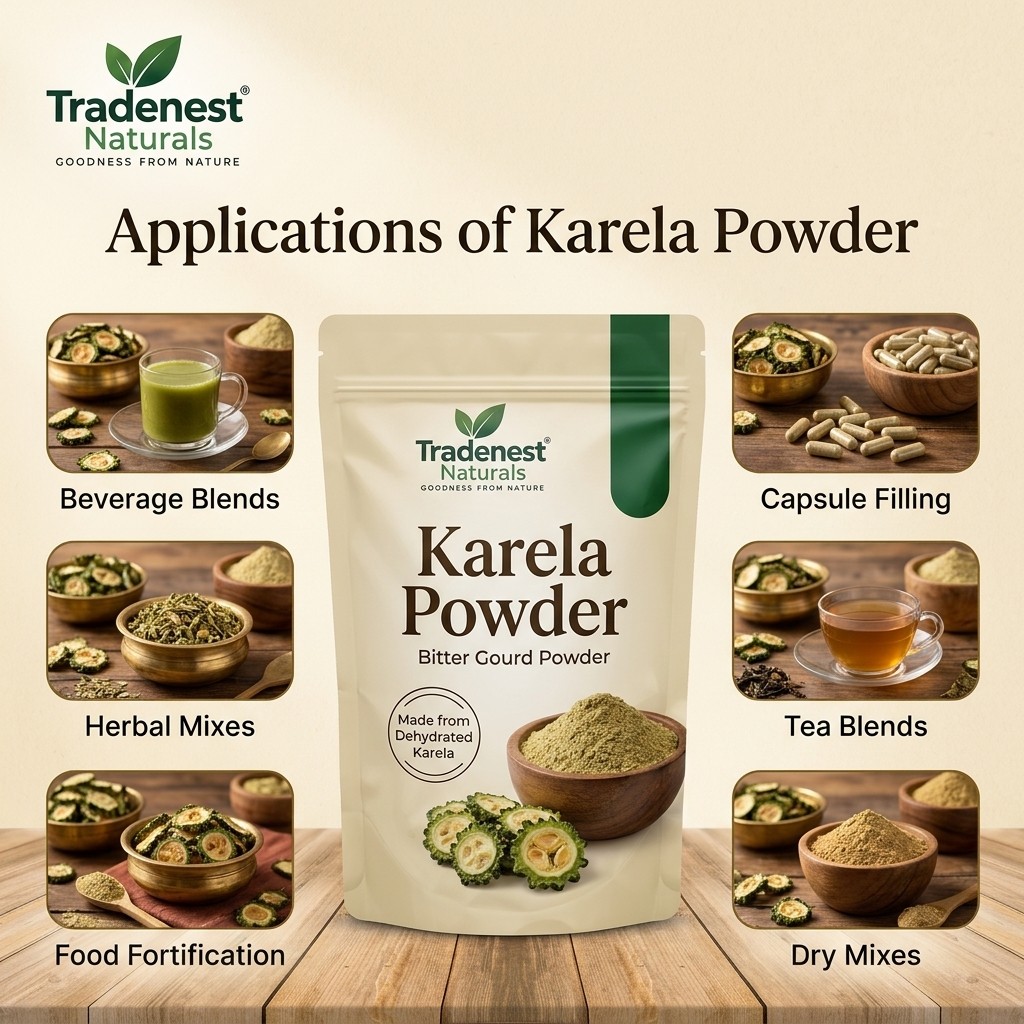 Tradenest®
Naturals
GOODNESS FROM NATURE
Applications of Karela Powder
Beverage Blends
Herbal Mixes
Food Fortification
Tradenest®
Naturals
GOODNESS FROM NATURE
Karela
Powder
Bitter Gourd Powder
Made from
Dehydrated
Karela
Capsule Filling
Tea Blends
Dry Mixes